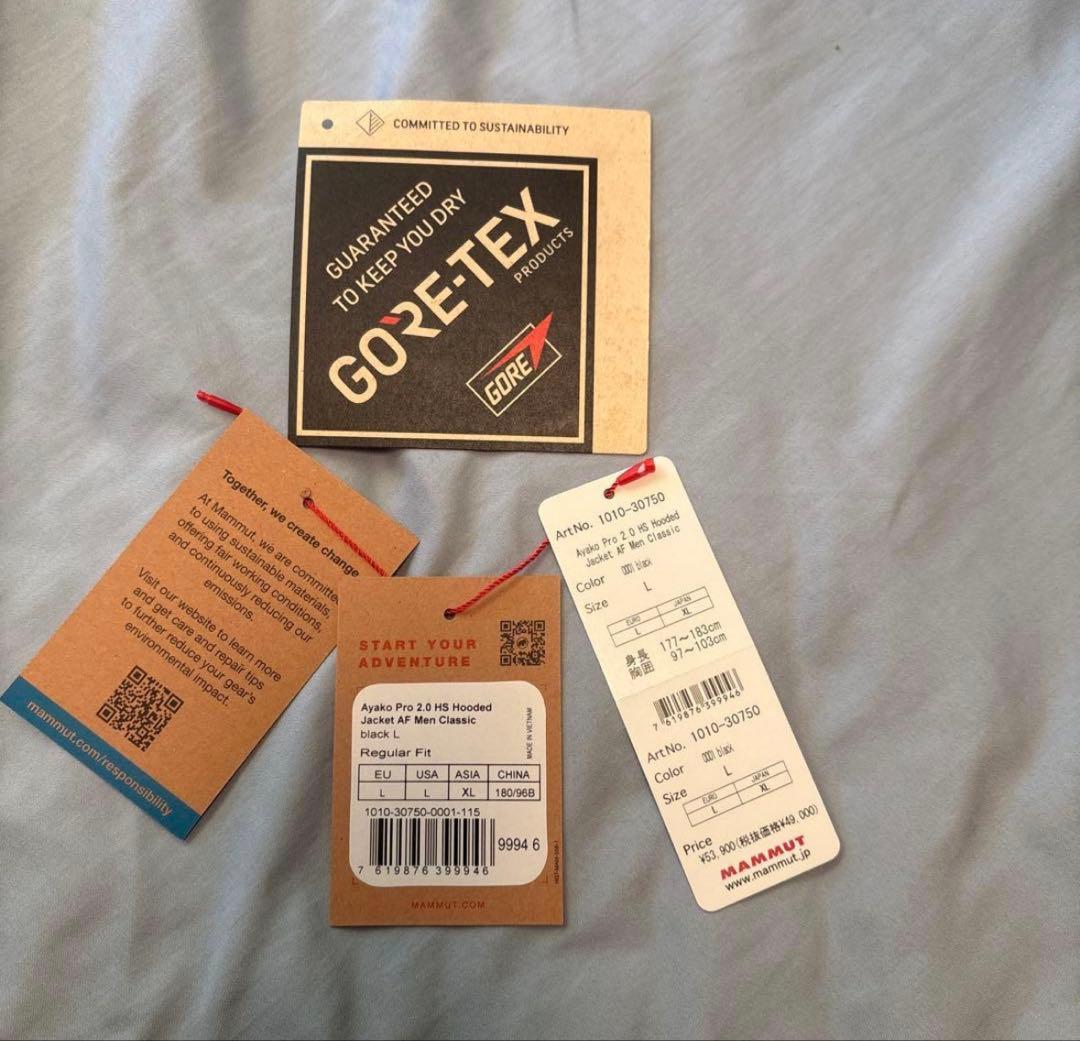 COMMITTED TO SUSTAINABILITY
GUARANTEED
TO KEEP YOU DRY
GORE-TEX
PRODUCTS
GORE
Together, we create change
At Mammut, we are
to using sustainable materials,
offering fair working conditions,
and continuously reducing our
emissions.
Visit our website to learn more
and get care and repair tips
to further reduce your gear's
environmental impact.
mammut.com/responsibility
START YOUR
ADVENTURE
Ayako Pro 2.0 HS Hooded
Jacket AF Men Classic
black L
Regular Fit
MADE IN VIETNAM
EU USA ASIA CHINA
L L XL 180/96B
1010-30750-0001-115
9994 6
7 619876 399946
MAMMUT.COM
Art No. 1010-30750
Ayako Pro 2.0 HS Hooded
Jacket AF Men Classic
Color 0001 black
Size L
EURO JAPAN
L XL
身長 177～183cm
胸囲 97～103cm
7 619876 399946
Art No. 1010-30750
Color 0001 black
Size L
EURO JAPAN
L XL
Price
¥53,900(税抜価格¥49,000)
MAMMUT
www.mammut.jp